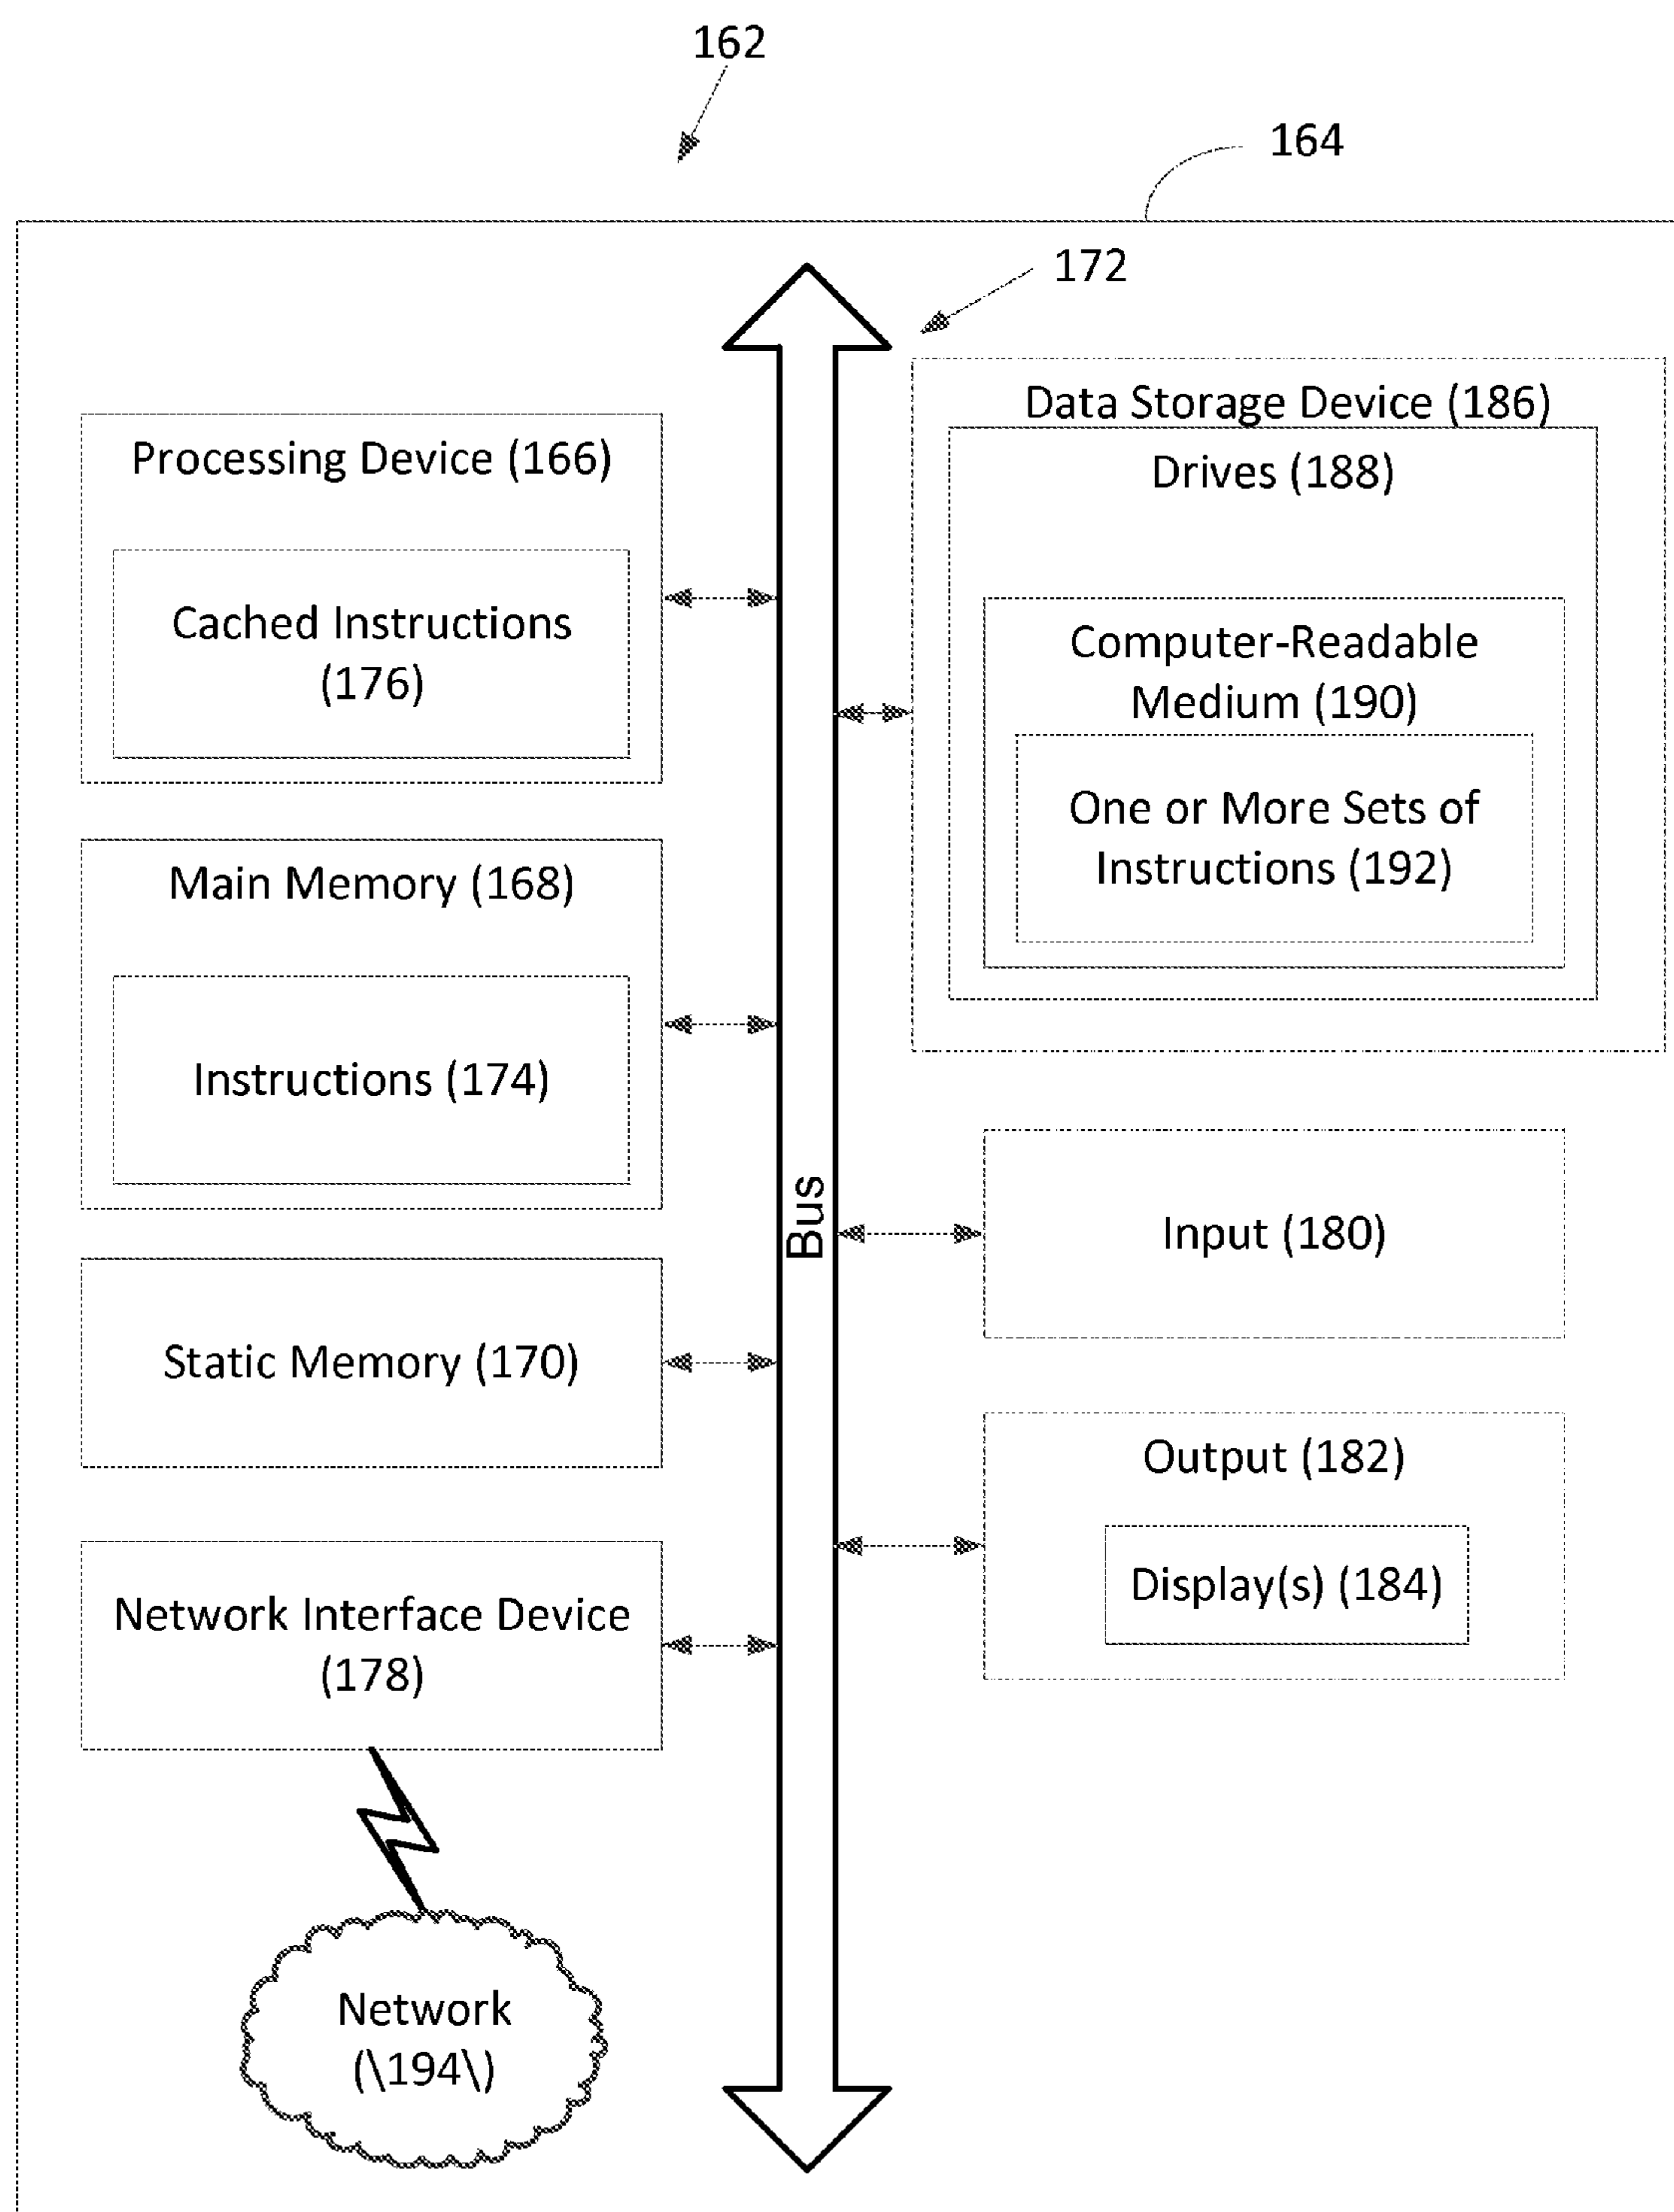 162
164
172
Processing Device (166)
Cached Instructions
(176)
Main Memory (168)
Instructions (174)
Static Memory (170)
Network Interface Device
(178)
Network
(\194\)
Bus
Data Storage Device (186)
Drives (188)
Computer-Readable
Medium (190)
One or More Sets of
Instructions (192)
Input (180)
Output (182)
Display(s) (184)